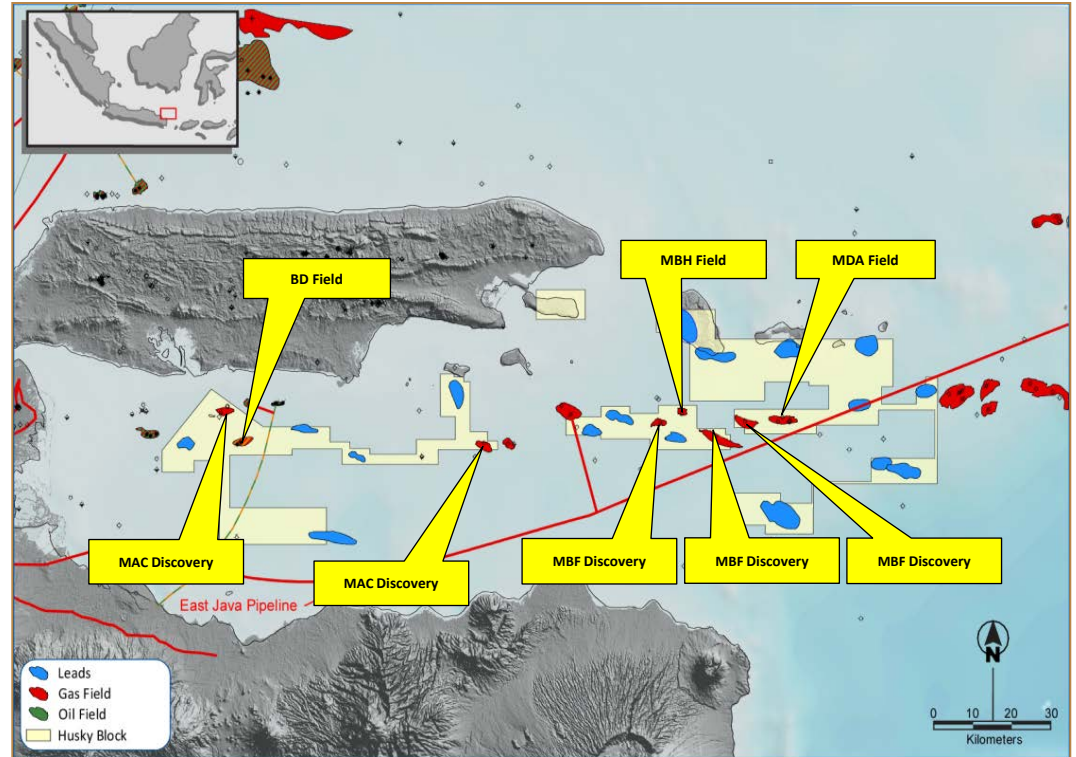 BD Field
MBH Field
MDA Field
MAC Discovery
MAC Discovery
MBF Discovery
MBF Discovery
MBF Discovery
East Java Pipeline
Leads
Gas Field
Oil Field
Husky Block
N
0 10 20 30
Kilometers